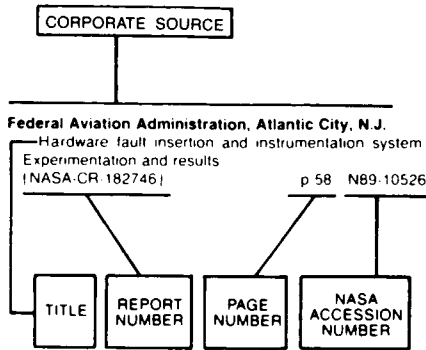 CORPORATE SOURCE
Federal Aviation Administration, Atlantic City, N.J.
Hardware fault insertion and instrumentation system
Experimentation and results
[NASA-CR-182746] p 58 N89-10526
TITLE
REPORT
NUMBER
PAGE
NUMBER
NASA
ACCESSION
NUMBER